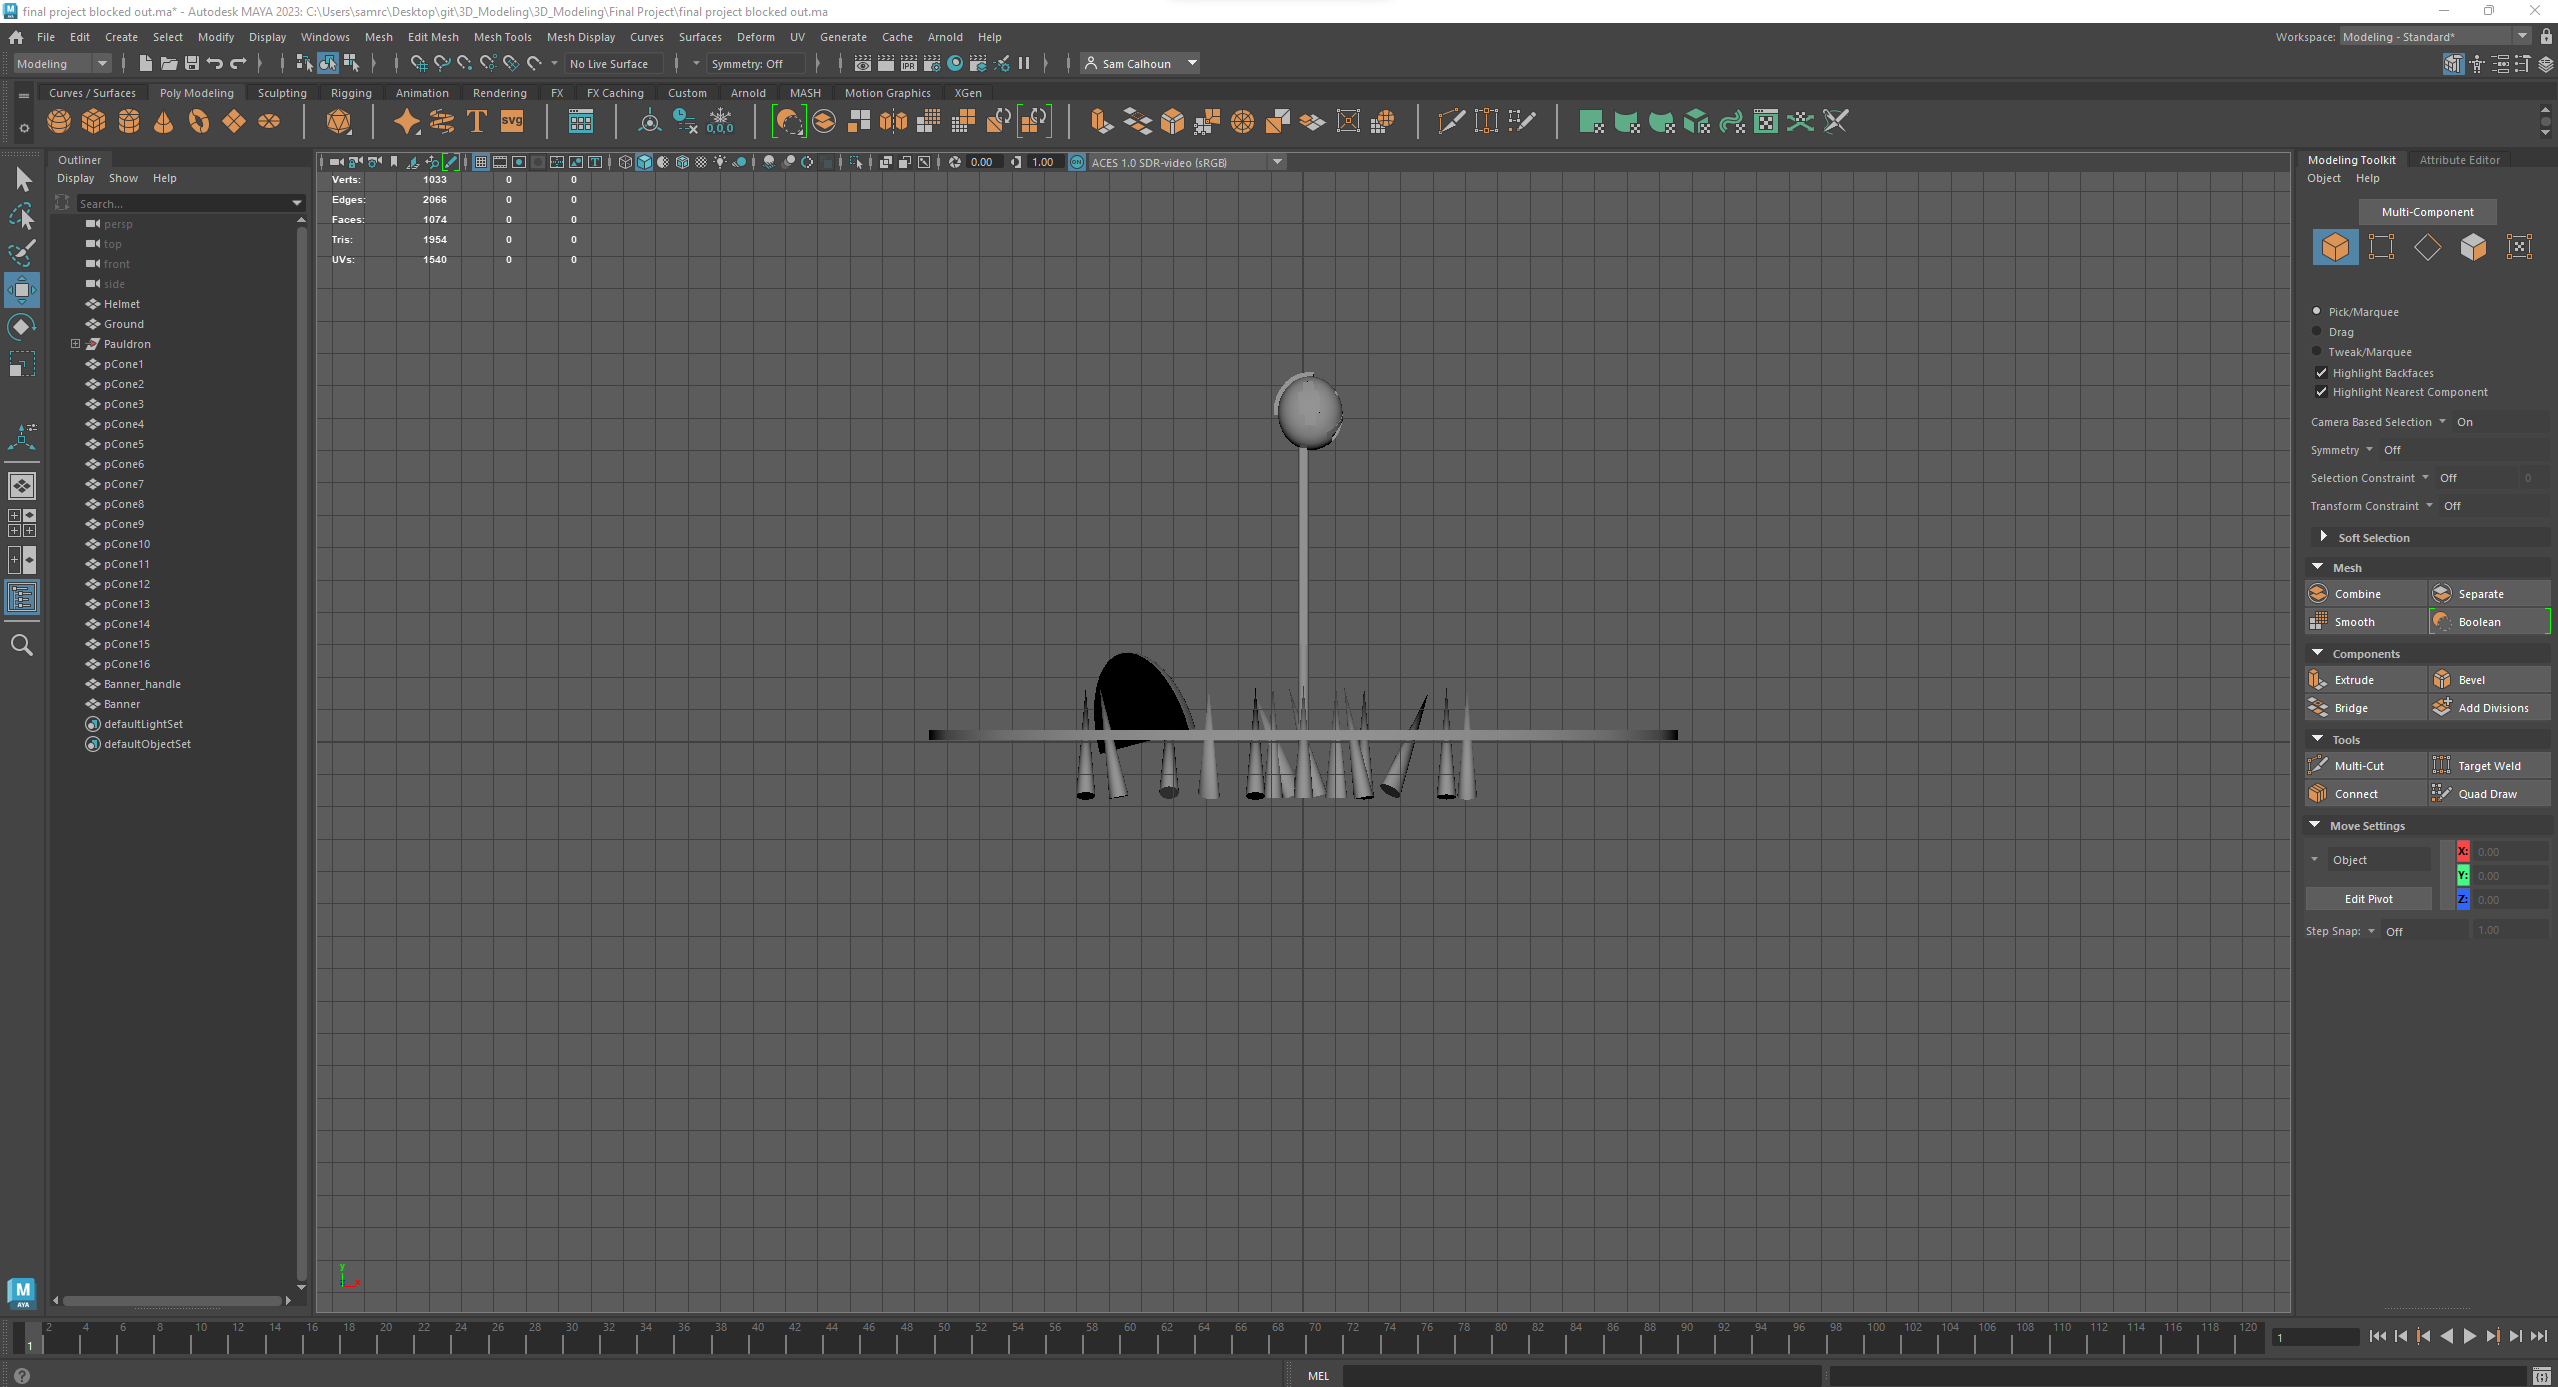 final project blocked out.ma* - Autodesk MAYA 2023: C:\Users\samrc\Desktop\git\3D_Modeling\3D_Modeling\Final Project\final project blocked out.ma
File Edit Create Select Modify Display Windows Mesh Edit Mesh Mesh Tools Mesh Display Curves Surfaces Deform UV Generate Cache Arnold Help
Workspace: Modeling - Standard*
Modeling No Live Surface Symmetry: Off Sam Calhoun
Curves / Surfaces Poly Modeling Sculpting Rigging Animation Rendering FX FX Caching Custom Arnold MASH Motion Graphics XGen
T svg 0,0,0
Outliner
Display Show Help
Search...
persp
top
front
side
Helmet
Ground
Pauldron
pCone1
pCone2
pCone3
pCone4
pCone5
pCone6
pCone7
pCone8
pCone9
pCone10
pCone11
pCone12
pCone13
pCone14
pCone15
pCone16
Banner_handle
Banner
defaultLightSet
defaultObjectSet
0.00 1.00 ON ACES 1.0 SDR-video (sRGB)
Verts: 1033 0 0
Edges: 2066 0 0
Faces: 1074 0 0
Tris: 1954 0 0
UVs: 1540 0 0
y
x
Modeling Toolkit Attribute Editor
Object Help
Multi-Component
Pick/Marquee
Drag
Tweak/Marquee
Highlight Backfaces
Highlight Nearest Component
Camera Based Selection On
Symmetry Off
Selection Constraint Off 0
Transform Constraint Off
Soft Selection
Mesh
Combine Separate
Smooth Boolean
Components
Extrude Bevel
Bridge Add Divisions
Tools
Multi-Cut Target Weld
Connect Quad Draw
Move Settings
Object
X: 0.00
Y: 0.00
Z: 0.00
Edit Pivot
Step Snap: Off 1.00
M
AYA
1 2 4 6 8 10 12 14 16 18 20 22 24 26 28 30 32 34 36 38 40 42 44 46 48 50 52 54 56 58 60 62 64 66 68 70 72 74 76 78 80 82 84 86 88 90 92 94 96 98 100 102 104 106 108 110 112 114 116 118 120 1
MEL